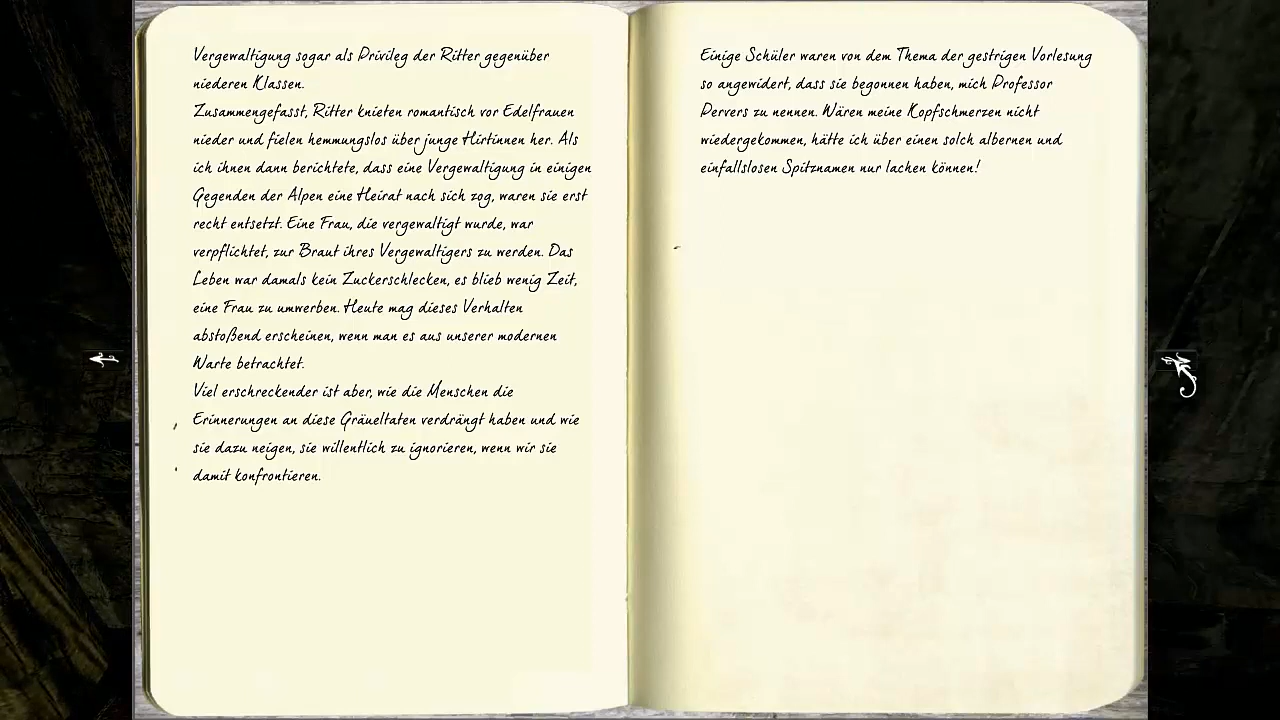 Vergewaltigung sogar als Privileg der Ritter gegenüber
niederen Klassen.
Zusammengefasst, Ritter knieten romantisch vor Edelfrauen
nieder und fielen hemmungslos über junge Hirtinnen her. Als
ich ihnen dann berichtete, dass eine Vergewaltigung in einigen
Gegenden der Alpen eine Heirat nach sich zog, waren sie erst
recht entsetzt. Eine Frau, die vergewaltigt wurde, war
verpflichtet, zur Braut ihres Vergewaltigers zu werden. Das
Leben war damals kein Zuckerschlecken, es blieb wenig Zeit,
eine Frau zu umwerben. Heute mag dieses Verhalten
abstoßend erscheinen, wenn man es aus unserer modernen
Warte betrachtet.
Viel erschreckender ist aber, wie die Menschen die
Erinnerungen an diese Gräueltaten verdrängt haben und wie
sie dazu neigen, sie willentlich zu ignorieren, wenn wir sie
damit konfrontieren.
Einige Schüler waren von dem Thema der gestrigen Vorlesung
so angewidert, dass sie begonnen haben, mich Professor
Pervers zu nennen. Wären meine Kopfschmerzen nicht
wiedergekommen, hätte ich über einen solch albernen und
einfallslosen Spitznamen nur lachen können!